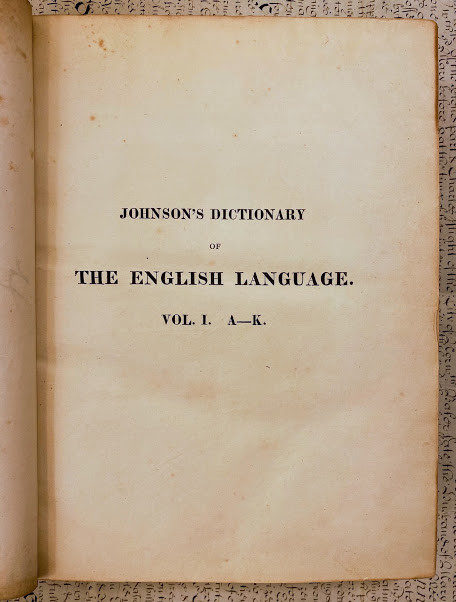 JOHNSON'S DICTIONARY
OF
THE ENGLISH LANGUAGE.
VOL. I. A—K.